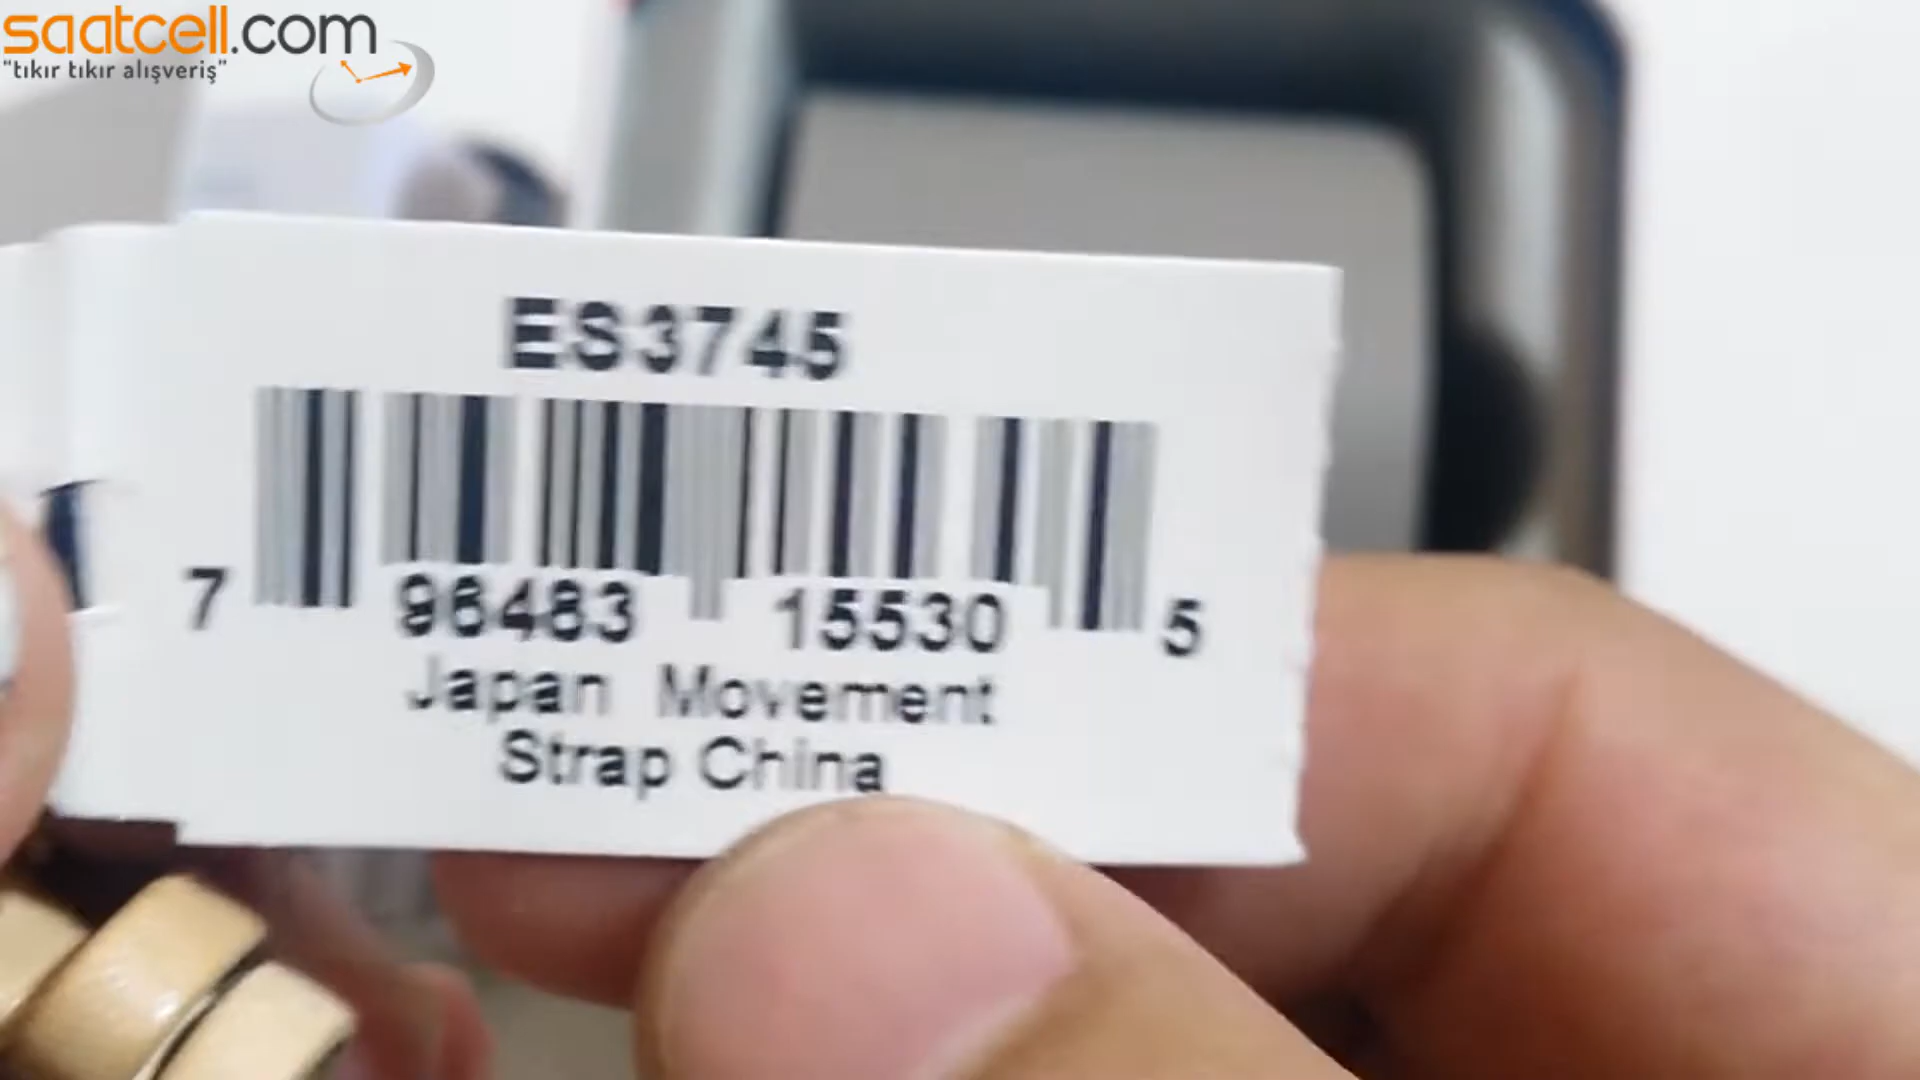 saatcell.com
"tıkır tıkır alışveriş"
ES3745
7 96483 15530 5
Japan Movement
Strap China